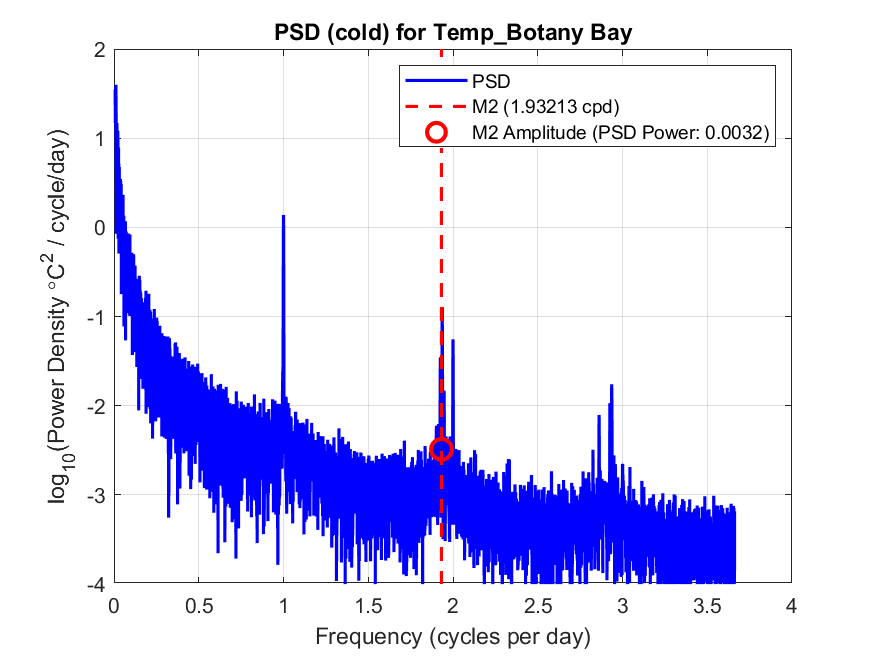 PSD (cold) for Temp_Botany Bay
PSD
M2 (1.93213 cpd)
M2 Amplitude (PSD Power: 0.0032)
log10(Power Density °C2 / cycle/day)
2
1
0
-1
-2
-3
-4
0
0.5
1
1.5
2
2.5
3
3.5
4
Frequency (cycles per day)